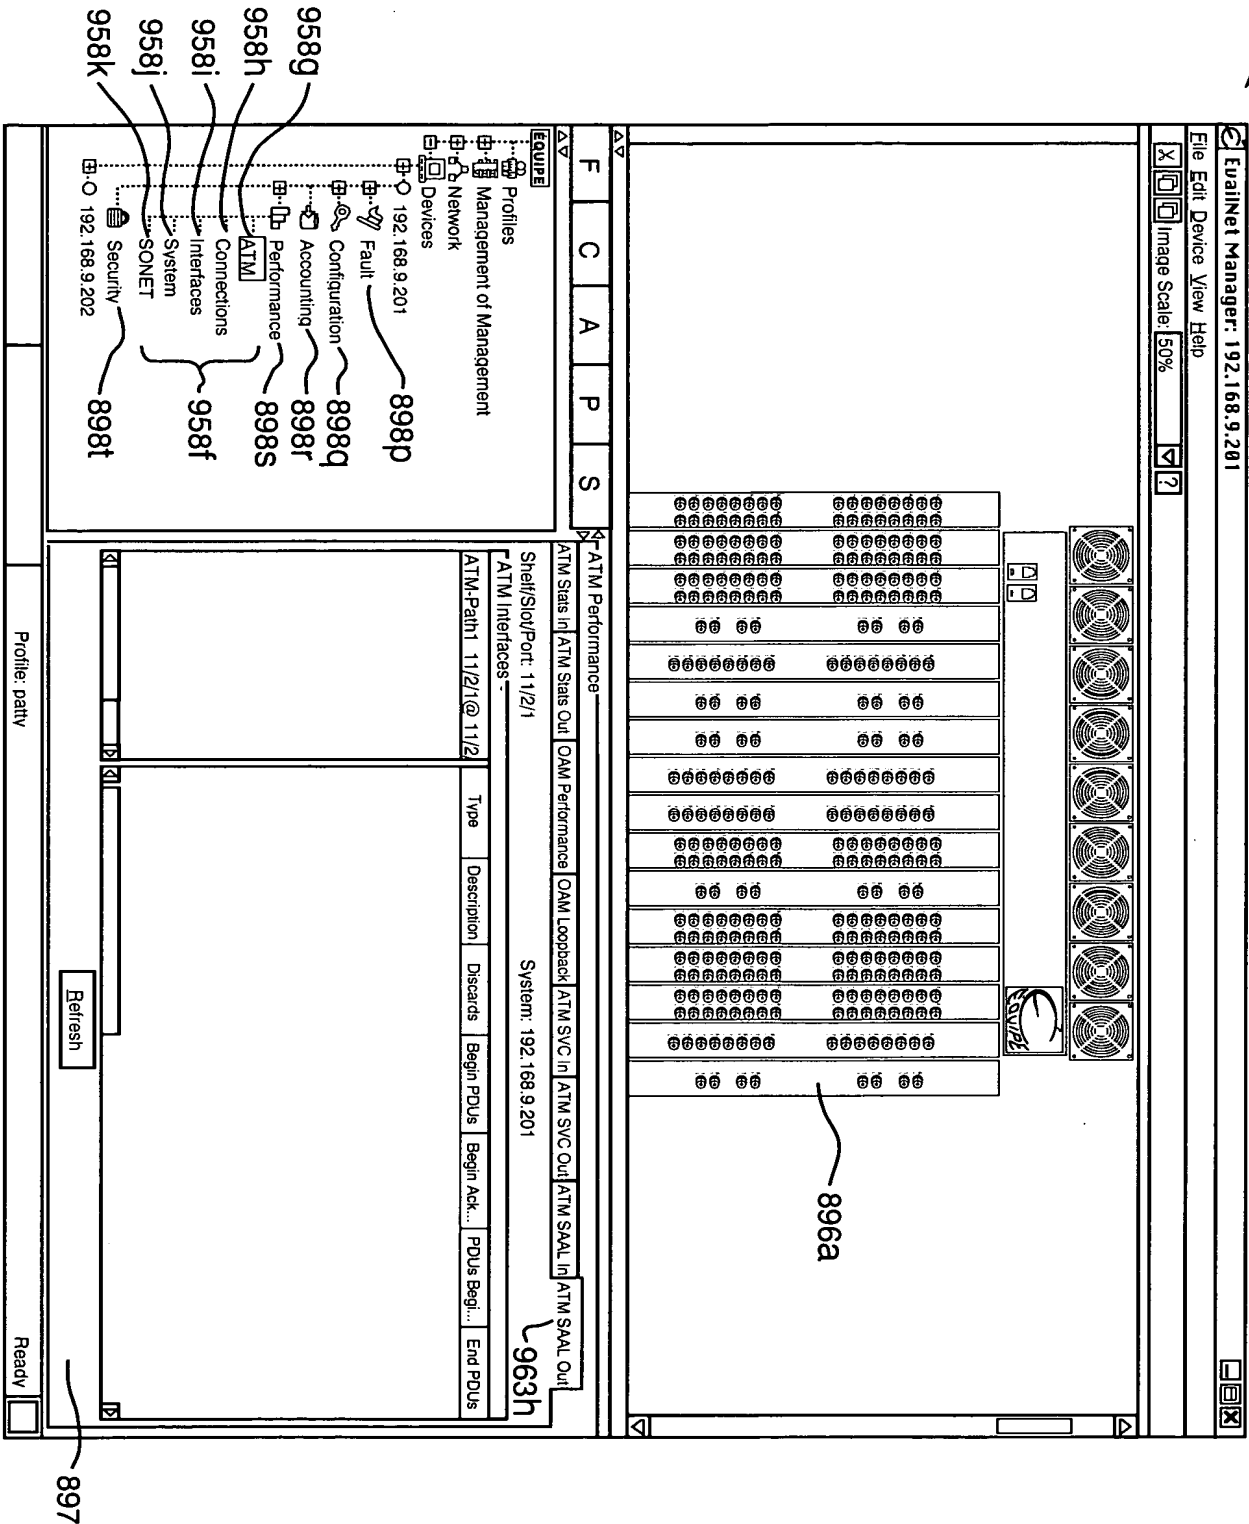 EuailNet Manager: 192.168.9.201
File Edit Device View Help
Image Scale: 50% ?
EQUIPE
896a
F C A P S
ÉQUIPE
Profiles
Management of Management
Network
Devices
192.168.9.201
Fault
Configuration
Accounting
Performance
ATM
Connections
Interfaces
System
SONET
Security
192.168.9.202
898p
898q
898r
898s
958f
898t
958g
958h
958i
958j
958k
ATM Performance
ATM Stats In ATM Stats Out OAM Performance OAM Loopback ATM SVC In ATM SVC Out ATM SAAL In ATM SAAL Out
963h
Shelf/Slot/Port: 11/2/1 System: 192.168.9.201
ATM Interfaces -
ATM-Path1 11/2/1@ 11/2/ Type Description Discards Begin PDUs Begin Ack... PDUs Begi... End PDUs
Refresh
897
Profile: patty Ready